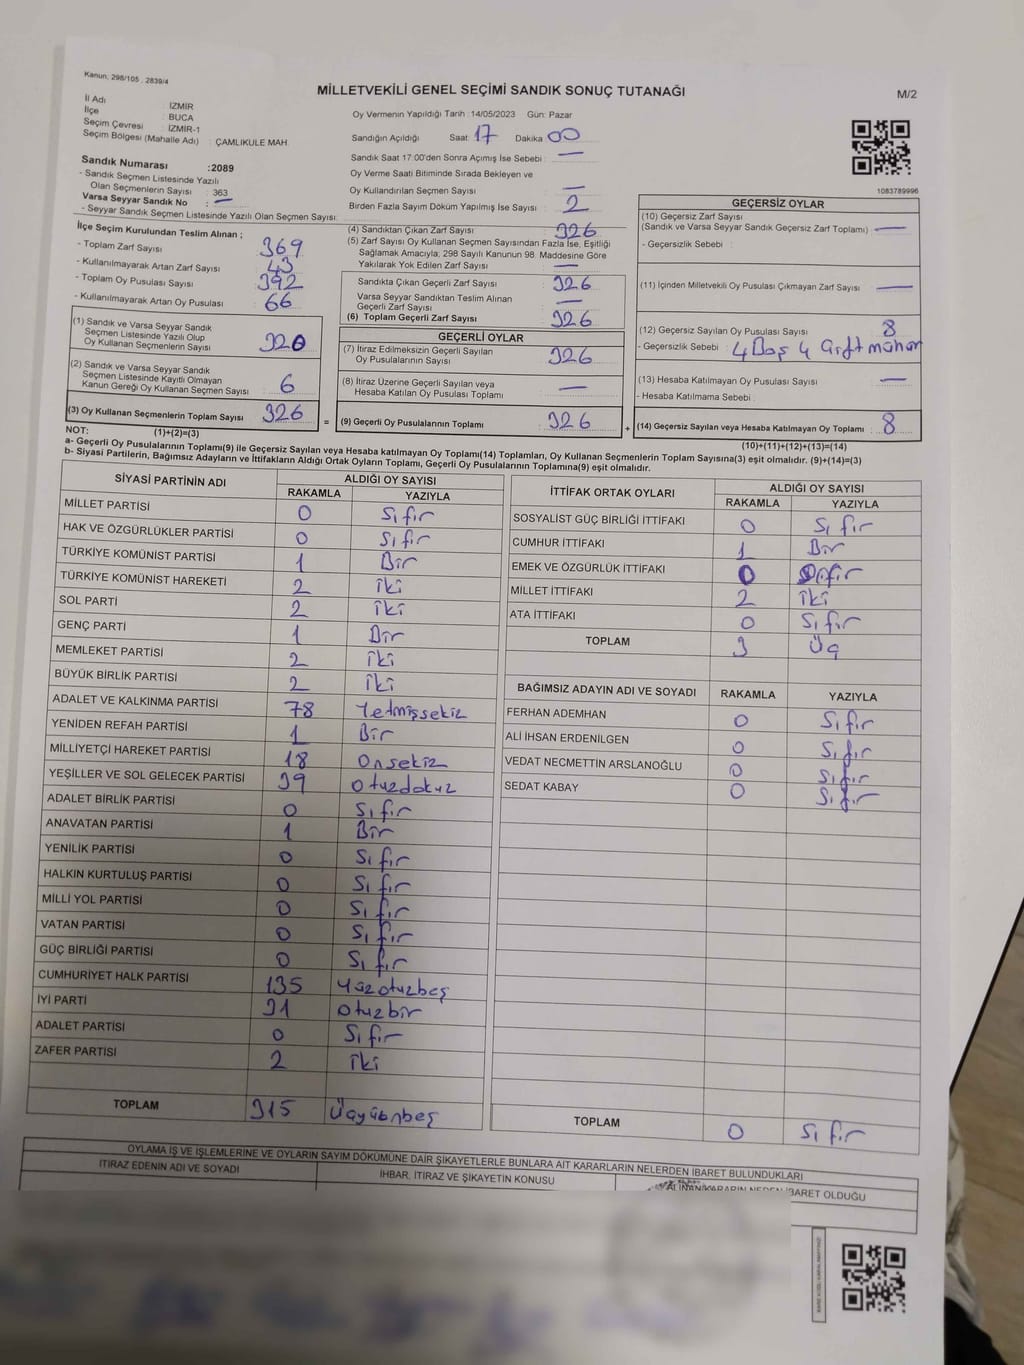 Kanun, 298/105 , 2839/4
MİLLETVEKİLİ GENEL SEÇİMİ SANDIK SONUÇ TUTANAĞI
M/2
İl Adı : İZMİR
İlçe : BUCA
Seçim Çevresi : İZMİR-1
Seçim Bölgesi (Mahalle Adı) : ÇAMLIKULE MAH.
Sandık Numarası :2089
- Sandık Seçmen Listesinde Yazılı
Olan Seçmenlerin Sayısı : 363
Varsa Seyyar Sandık No : —
- Seyyar Sandık Seçmen Listesinde Yazılı Olan Seçmen Sayısı:
Oy Vermenin Yapıldığı Tarih :14/05/2023 Gün: Pazar
Sandığın Açıldığı Saat: 17 Dakika 00
Sandık Saat 17:00'den Sonra Açımış İse Sebebi : —
Oy Verme Saati Bitiminde Sırada Bekleyen ve
Oy Kullandırılan Seçmen Sayısı : —
Birden Fazla Sayım Döküm Yapılmış İse Sayısı : 2
1083789996
İlçe Seçim Kurulundan Teslim Alınan ;
- Toplam Zarf Sayısı : 369
- Kullanılmayarak Artan Zarf Sayısı : 43
- Toplam Oy Pusulası Sayısı : 392
- Kullanılmayarak Artan Oy Pusulası : 66
(1) Sandık ve Varsa Seyyar Sandık
Seçmen Listesinde Yazılı Olup
Oy Kullanan Seçmenlerin Sayısı : 320
(2) Sandık ve Varsa Seyyar Sandık
Seçmen Listesinde Kayıtlı Olmayan
Kanun Gereği Oy Kullanan Seçmen Sayısı : 6
(3) Oy Kullanan Seçmenlerin Toplam Sayısı 326
(4) Sandıktan Çıkan Zarf Sayısı : 326
(5) Zarf Sayısı Oy Kullanan Seçmen Sayısından Fazla İse, Eşitliği
Sağlamak Amacıyla; 298 Sayılı Kanunun 98. Maddesine Göre
Yakılarak Yok Edilen Zarf Sayısı : —
Sandıkta Çıkan Geçerli Zarf Sayısı : 326
Varsa Seyyar Sandıktan Teslim Alınan
Geçerli Zarf Sayısı : —
(6) Toplam Geçerli Zarf Sayısı : 326
GEÇERLİ OYLAR
(7) İtiraz Edilmeksizin Geçerli Sayılan
Oy Pusulalarının Sayısı : 326
(8) İtiraz Üzerine Geçerli Sayılan veya
Hesaba Katılan Oy Pusulası Toplamı : —
= (9) Geçerli Oy Pusulalarının Toplamı : 326
GEÇERSİZ OYLAR
(10) Geçersiz Zarf Sayısı
(Sandık ve Varsa Seyyar Sandık Geçersiz Zarf Toplamı) : —
- Geçersizlik Sebebi :
(11) İçinden Milletvekili Oy Pusulası Çıkmayan Zarf Sayısı : —
(12) Geçersiz Sayılan Oy Pusulası Sayısı : 8
- Geçersizlik Sebebi : 4 Boş 4 Çift mühür
(13) Hesaba Katılmayan Oy Pusulası Sayısı : —
- Hesaba Katılmama Sebebi :
+ (14) Geçersiz Sayılan veya Hesaba Katılmayan Oy Toplamı : 8
NOT: (1)+(2)=(3)
(10)+(11)+(12)+(13)=(14)
a- Geçerli Oy Pusulalarının Toplamı(9) ile Geçersiz Sayılan veya Hesaba katılmayan Oy Toplamı(14) Toplamları, Oy Kullanan Seçmenlerin Toplam Sayısına(3) eşit olmalıdır. (9)+(14)=(3)
b- Siyasi Partilerin, Bağımsız Adayların ve İttifakların Aldığı Ortak Oyların Toplamı, Geçerli Oy Pusulalarının Toplamına(9) eşit olmalıdır.
SİYASİ PARTİNİN ADI ALDIĞI OY SAYISI
RAKAMLA YAZIYLA
MİLLET PARTİSİ 0 Sıfır
HAK VE ÖZGÜRLÜKLER PARTİSİ 0 Sıfır
TÜRKİYE KOMÜNİST PARTİSİ 1 Bir
TÜRKİYE KOMÜNİST HAREKETİ 2 iki
SOL PARTİ 2 iki
GENÇ PARTİ 1 Bir
MEMLEKET PARTİSİ 2 iki
BÜYÜK BİRLİK PARTİSİ 2 iki
ADALET VE KALKINMA PARTİSİ 78 Yetmişsekiz
YENİDEN REFAH PARTİSİ 1 Bir
MİLLİYETÇİ HAREKET PARTİSİ 18 Onsekiz
YEŞİLLER VE SOL GELECEK PARTİSİ 39 Otuzdokuz
ADALET BİRLİK PARTİSİ 0 Sıfır
ANAVATAN PARTİSİ 1 Bir
YENİLİK PARTİSİ 0 Sıfır
HALKIN KURTULUŞ PARTİSİ 0 Sıfır
MİLLİ YOL PARTİSİ 0 Sıfır
VATAN PARTİSİ 0 Sıfır
GÜÇ BİRLİĞİ PARTİSİ 0 Sıfır
CUMHURİYET HALK PARTİSİ 135 Yüzotuzbeş
İYİ PARTİ 31 Otuzbir
ADALET PARTİSİ 0 Sıfır
ZAFER PARTİSİ 2 iki
TOPLAM 315 Üçyüzonbeş
İTTİFAK ORTAK OYLARI ALDIĞI OY SAYISI
RAKAMLA YAZIYLA
SOSYALİST GÜÇ BİRLİĞİ İTTİFAKI 0 Sıfır
CUMHUR İTTİFAKI 1 Bir
EMEK VE ÖZGÜRLÜK İTTİFAKI 0 Sıfır
MİLLET İTTİFAKI 2 iki
ATA İTTİFAKI 0 Sıfır
TOPLAM 3 Üç
BAĞIMSIZ ADAYIN ADI VE SOYADI RAKAMLA YAZIYLA
FERHAN ADEMHAN 0 Sıfır
ALİ İHSAN ERDENİLGEN 0 Sıfır
VEDAT NECMETTİN ARSLANOĞLU 0 Sıfır
SEDAT KABAY 0 Sıfır
TOPLAM 0 Sıfır
OYLAMA İŞ VE İŞLEMLERİNE VE OYLARIN SAYIM DÖKÜMÜNE DAİR ŞİKAYETLERLE BUNLARA AİT KARARLARIN NELERDEN İBARET BULUNDUKLARI
İTİRAZ EDENİN ADI VE SOYADI İHBAR, İTİRAZ VE ŞİKAYETİN KONUSU ALINAN KARARIN NEDEN İBARET OLDUĞU